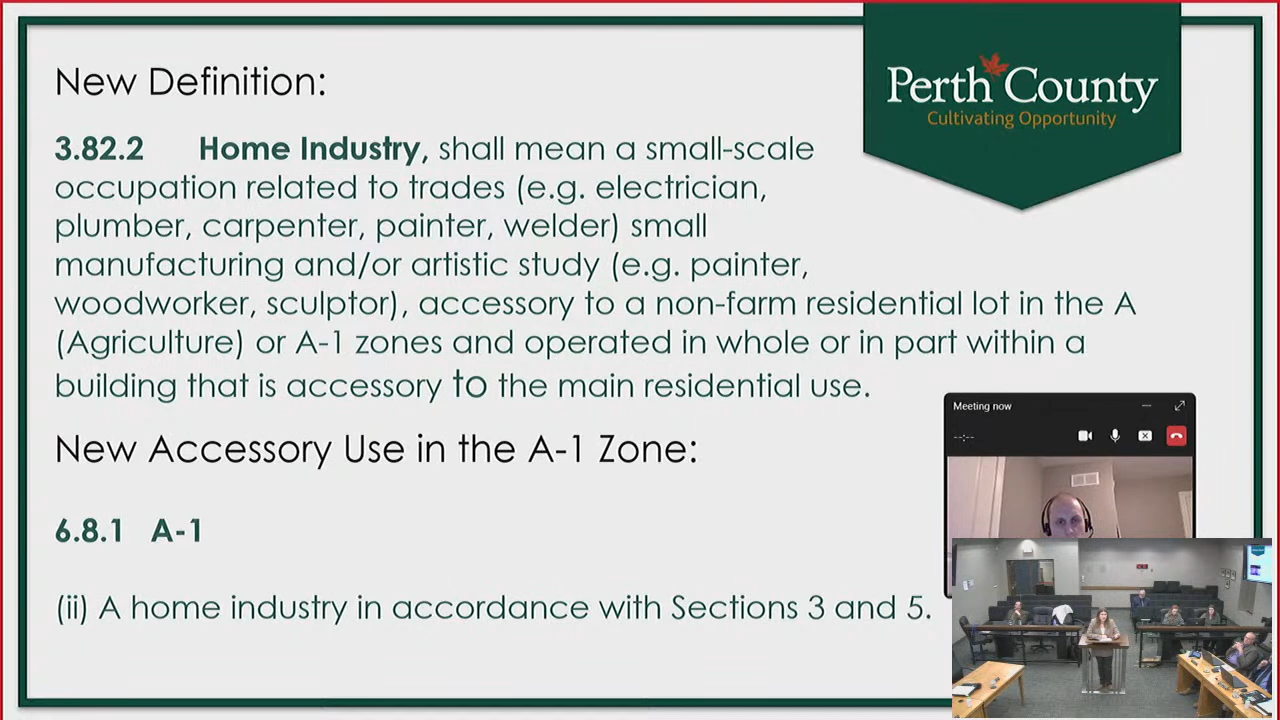 New Definition:
Perth County
Cultivating Opportunity
3.82.2 Home Industry, shall mean a small-scale
occupation related to trades (e.g. electrician,
plumber, carpenter, painter, welder) small
manufacturing and/or artistic study (e.g. painter,
woodworker, sculptor), accessory to a non-farm residential lot in the A
(Agriculture) or A-1 zones and operated in whole or in part within a
building that is accessory to the main residential use.
Meeting now
--:--
New Accessory Use in the A-1 Zone:
6.8.1 A-1
(ii) A home industry in accordance with Sections 3 and 5.